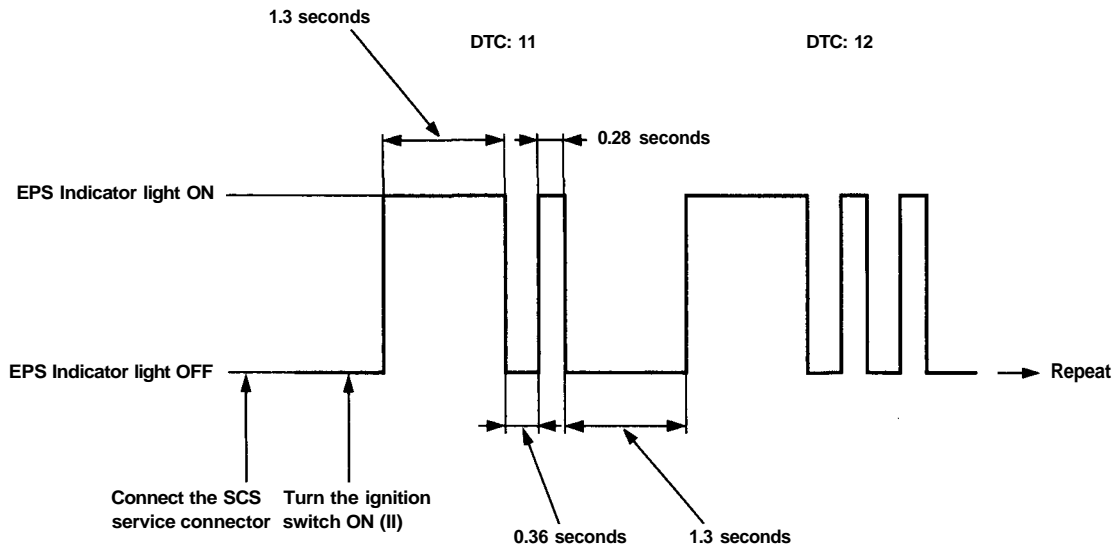 1.3 seconds
DTC: 11
DTC: 12
0.28 seconds
EPS Indicator light ON
EPS Indicator light OFF
Repeat
Connect the SCS
service connector
Turn the ignition
switch ON (II)
0.36 seconds
1.3 seconds